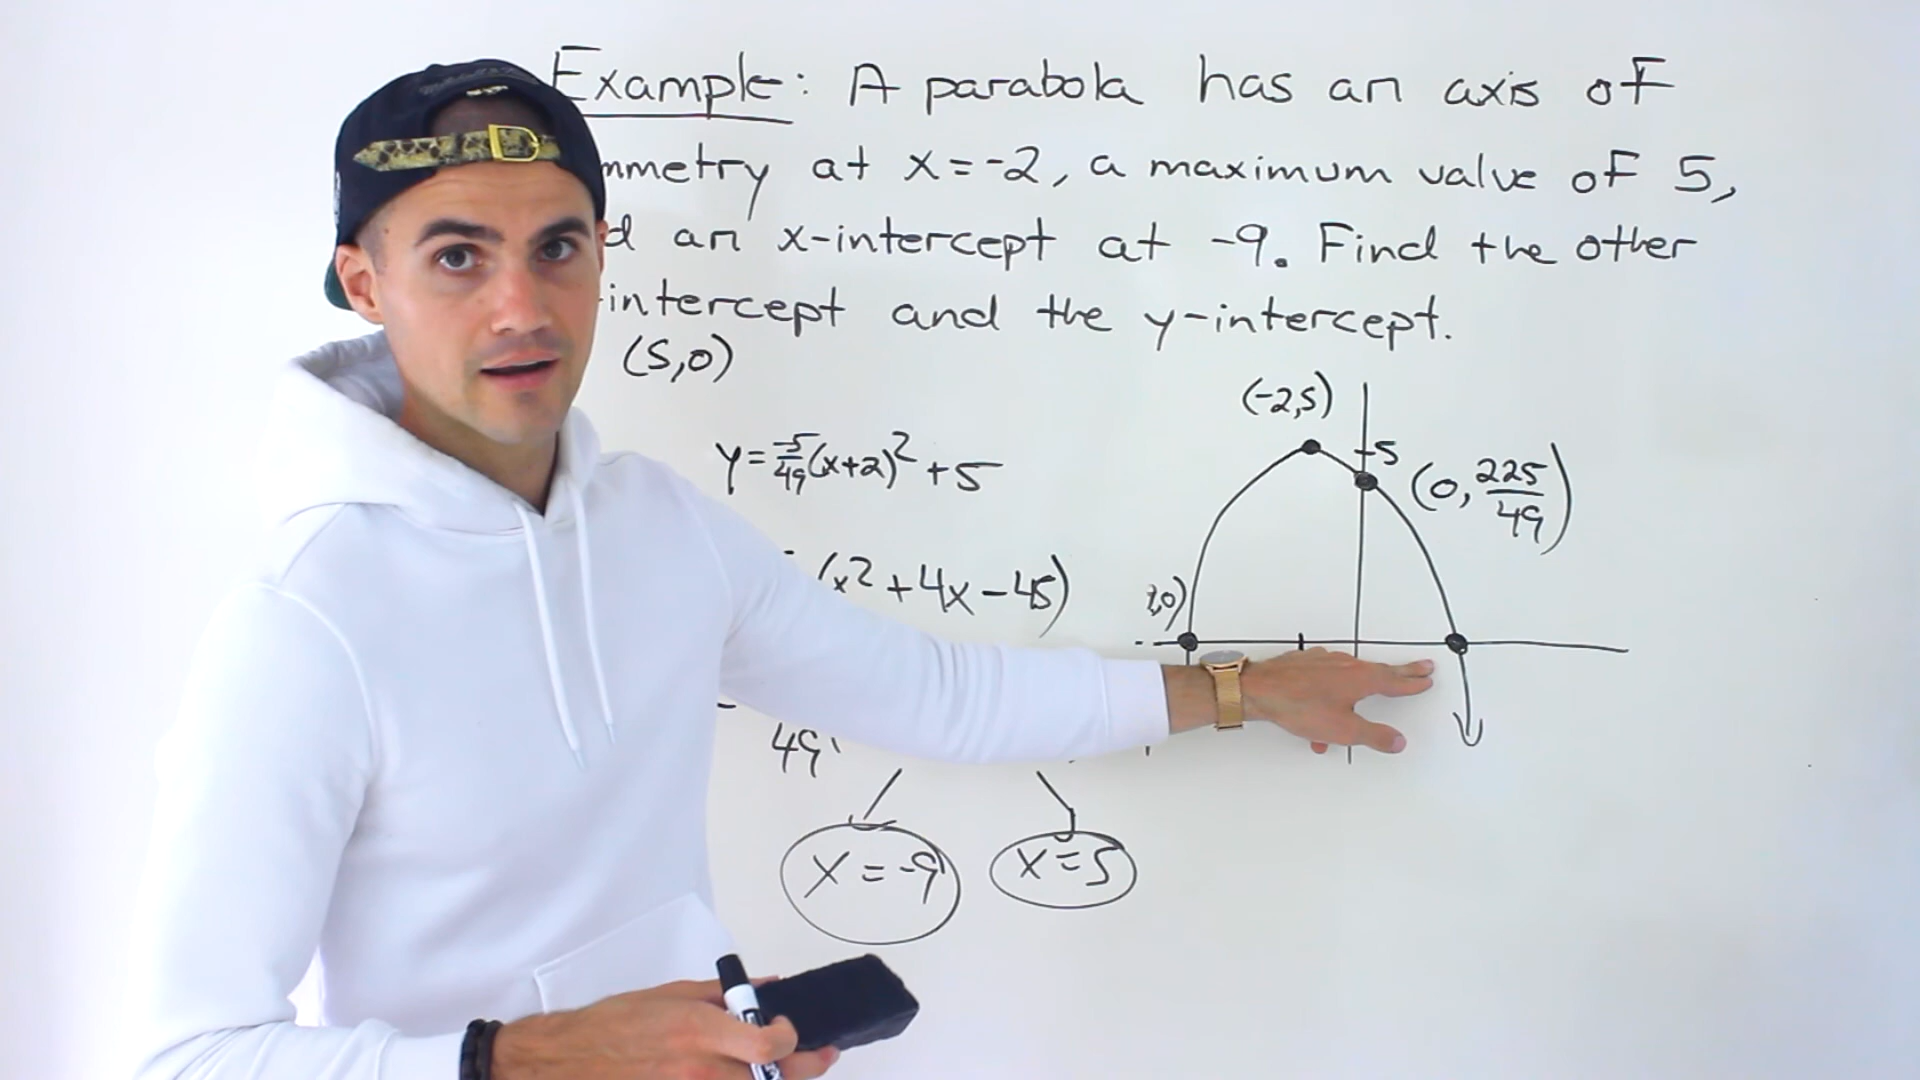 Example: A parabola has an axis of
mmetry at x=-2, a maximum value of 5,
d an x-intercept at -9. Find the other
-intercept and the y-intercept.
(5,0)
(-2,5)
5
y = -5/49 (x+2)² + 5
(0, 225/49)
(x² + 4x - 45)
,0)
49
x = -9
x = 5